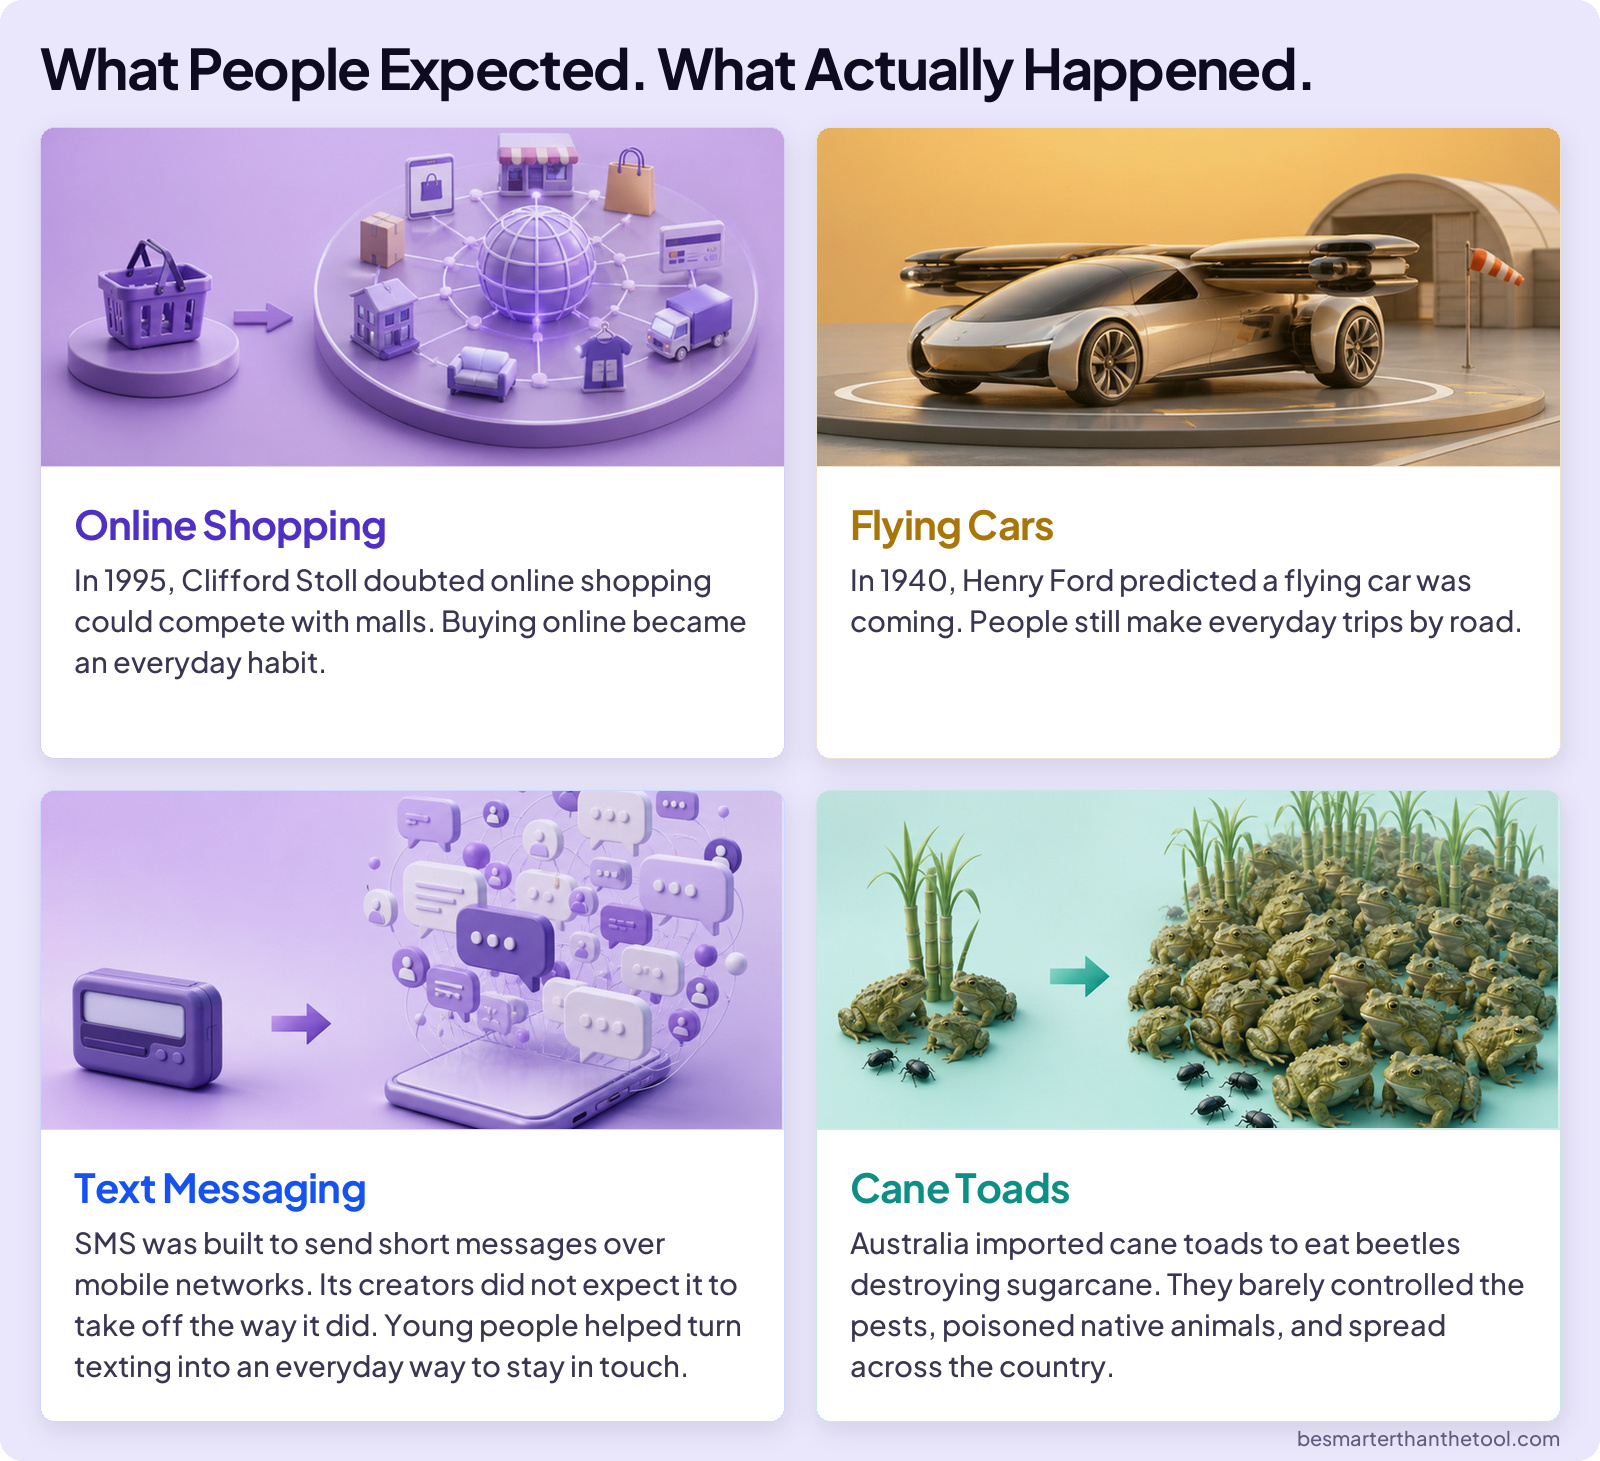 What People Expected. What Actually Happened.
Online Shopping
In 1995, Clifford Stoll doubted online shopping
could compete with malls. Buying online became
an everyday habit.
Flying Cars
In 1940, Henry Ford predicted a flying car was
coming. People still make everyday trips by road.
Text Messaging
SMS was built to send short messages over
mobile networks. Its creators did not expect it to
take off the way it did. Young people helped turn
texting into an everyday way to stay in touch.
Cane Toads
Australia imported cane toads to eat beetles
destroying sugarcane. They barely controlled the
pests, poisoned native animals, and spread
across the country.
besmarterthanthetool.com